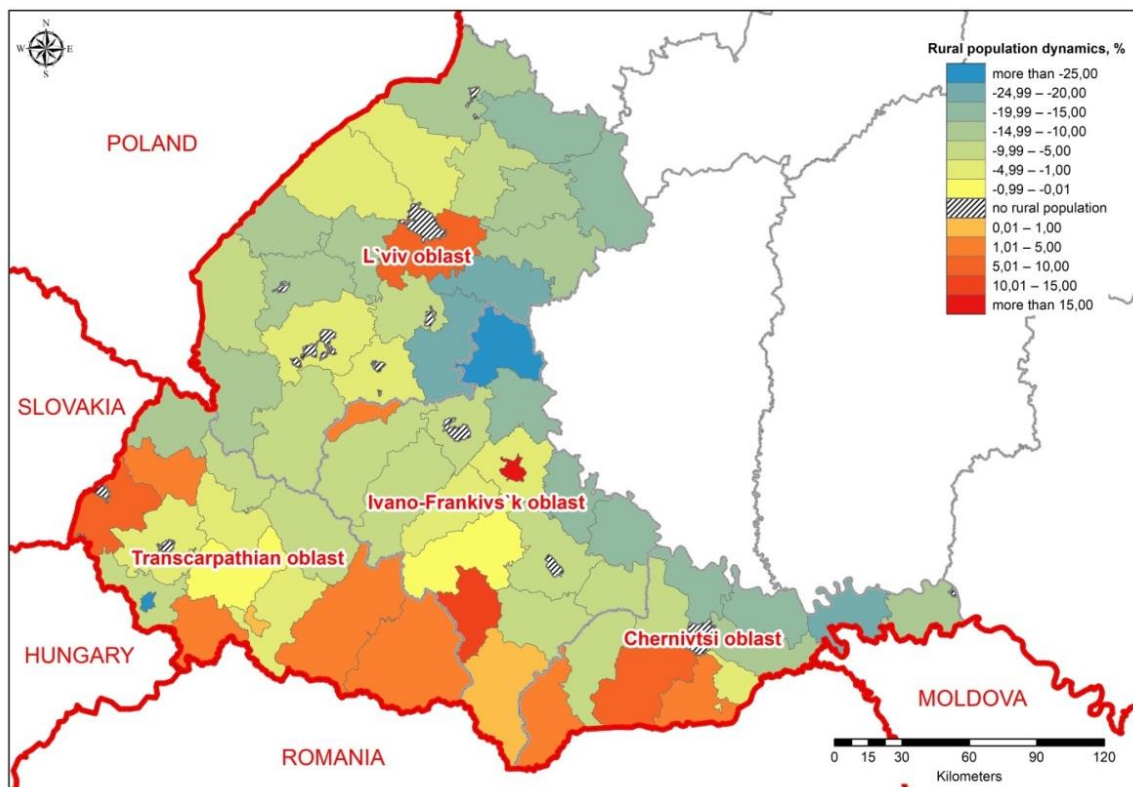 N
W E
S
Rural population dynamics, %
more than -25,00
-24,99 – -20,00
-19,99 – -15,00
-14,99 – -10,00
-9,99 – -5,00
-4,99 – -1,00
-0,99 – -0,01
no rural population
0,01 – 1,00
1,01 – 5,00
5,01 – 10,00
10,01 – 15,00
more than 15,00
POLAND
L`viv oblast
SLOVAKIA
Ivano-Frankivs`k oblast
Transcarpathian oblast
HUNGARY
Chernivtsi oblast
MOLDOVA
ROMANIA
0 15 30 60 90 120
Kilometers